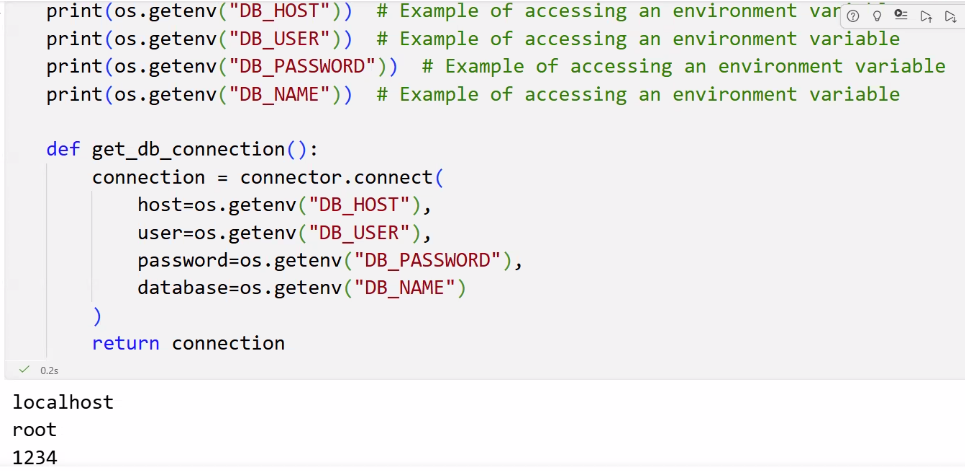 print(os.getenv("DB_HOST"))  # Example of accessing an environment var
print(os.getenv("DB_USER"))  # Example of accessing an environment variable
print(os.getenv("DB_PASSWORD"))  # Example of accessing an environment variable
print(os.getenv("DB_NAME"))  # Example of accessing an environment variable
def get_db_connection():
    connection = connector.connect(
        host=os.getenv("DB_HOST"),
        user=os.getenv("DB_USER"),
        password=os.getenv("DB_PASSWORD"),
        database=os.getenv("DB_NAME")
    )
    return connection
0.2s
localhost
root
1234